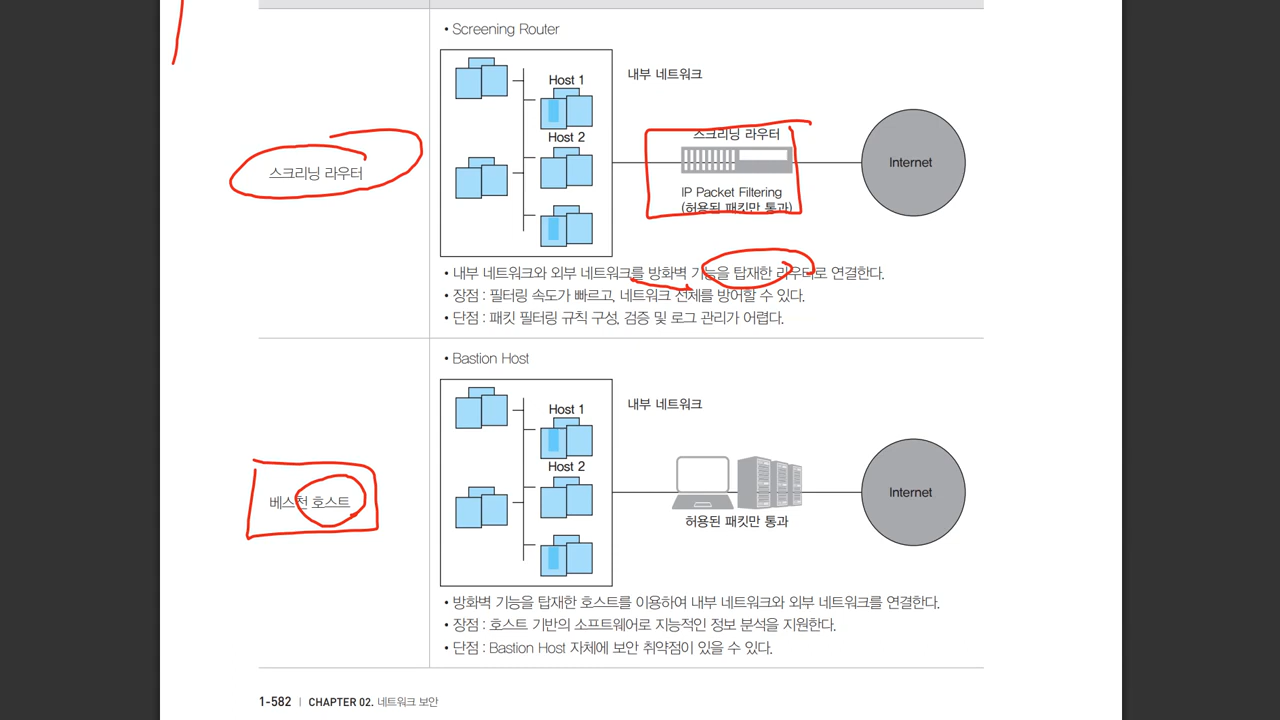 • Screening Router
Host 1
내부 네트워크
Host 2
스크리닝 라우터
Internet
스크리닝 라우터
IP Packet Filtering
(허용된 패킷만 통과)
• 내부 네트워크와 외부 네트워크를 방화벽 기능을 탑재한 라우터로 연결한다.
• 장점 : 필터링 속도가 빠르고, 네트워크 전체를 방어할 수 있다.
• 단점 : 패킷 필터링 규칙 구성, 검증 및 로그 관리가 어렵다.
• Bastion Host
Host 1
내부 네트워크
Host 2
Internet
베스천 호스트
허용된 패킷만 통과
• 방화벽 기능을 탑재한 호스트를 이용하여 내부 네트워크와 외부 네트워크를 연결한다.
• 장점 : 호스트 기반의 소프트웨어로 지능적인 정보 분석을 지원한다.
• 단점 : Bastion Host 자체에 보안 취약점이 있을 수 있다.
1-582 | CHAPTER 02. 네트워크 보안